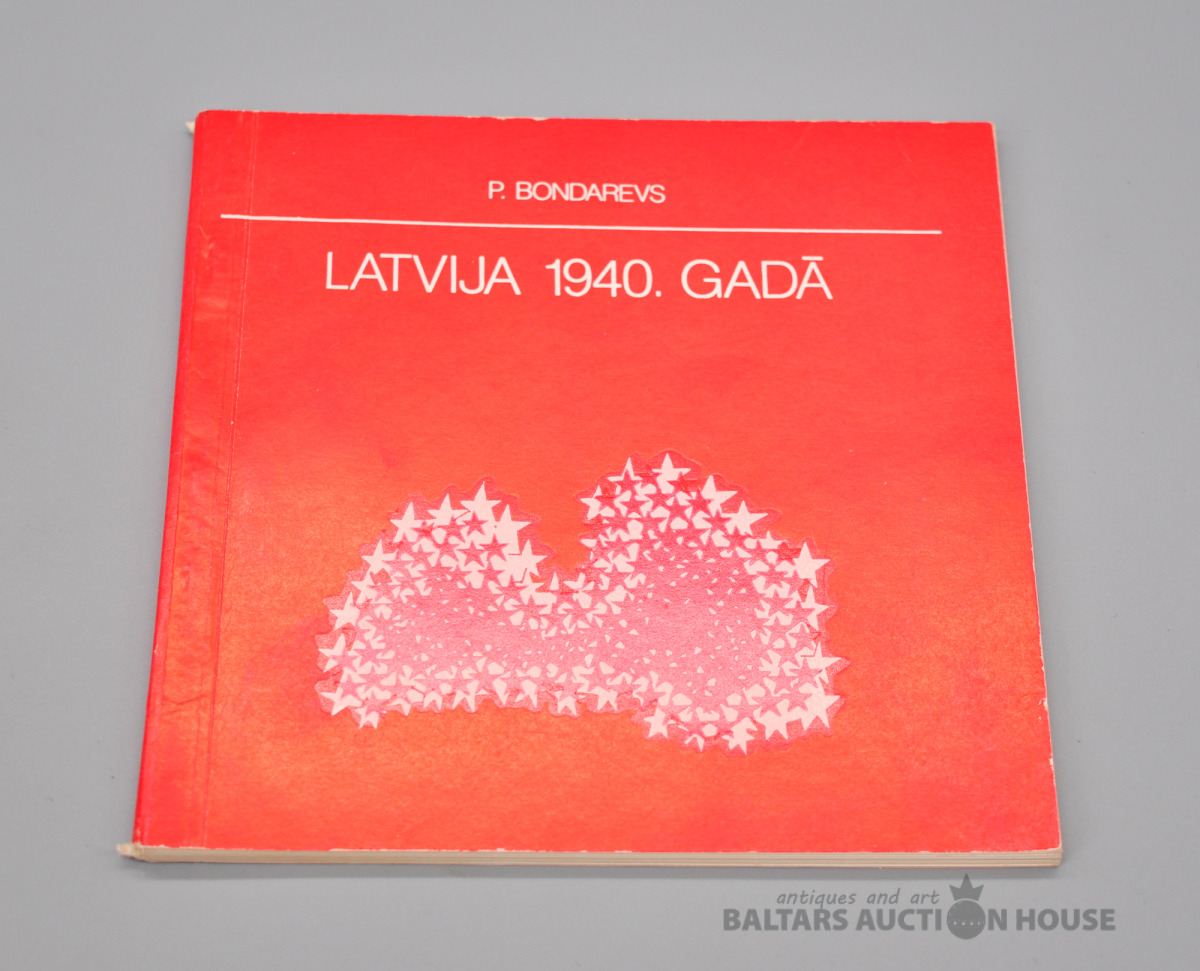 P. BONDAREVS
LATVIJA 1940. GADĀ
antiques and art
BALTARS AUCTION HOUSE